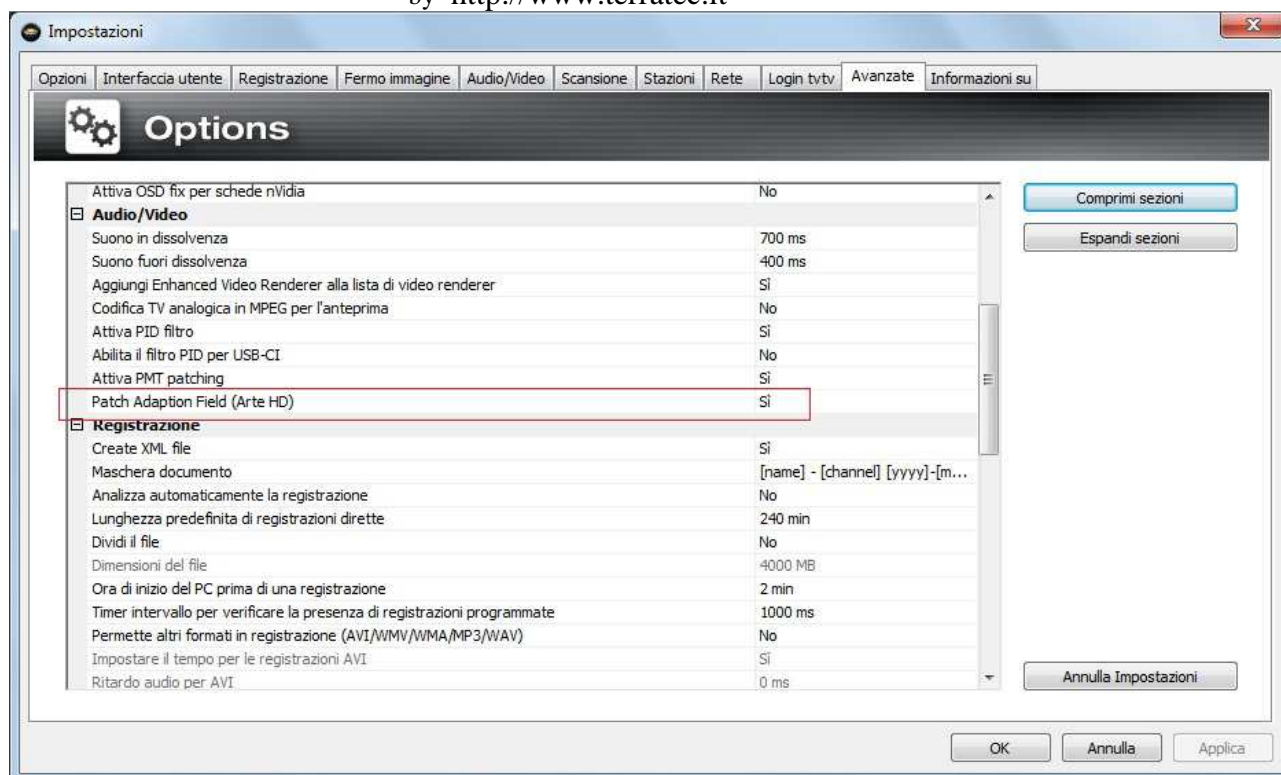 by http://www.terratec.it
Impostazioni
Opzioni Interfaccia utente Registrazione Fermo immagine Audio/Video Scansione Stazioni Rete Login tvtv Avanzate Informazioni su
Options
Attiva OSD fix per schede nVidia No
Audio/Video
Suono in dissolvenza 700 ms
Suono fuori dissolvenza 400 ms
Aggiungi Enhanced Video Renderer alla lista di video renderer Sì
Codifica TV analogica in MPEG per l'anteprima No
Attiva PID filtro Sì
Abilita il filtro PID per USB-CI No
Attiva PMT patching Sì
Patch Adaption Field (Arte HD) Sì
Registrazione
Create XML file Sì
Maschera documento [name] - [channel] [yyyy]-[m...
Analizza automaticamente la registrazione No
Lunghezza predefinita di registrazioni dirette 240 min
Dividi il file No
Dimensioni del file 4000 MB
Ora di inizio del PC prima di una registrazione 2 min
Timer intervallo per verificare la presenza di registrazioni programmate 1000 ms
Permette altri formati in registrazione (AVI/WMV/WMA/MP3/WAV) No
Impostare il tempo per le registrazioni AVI Sì
Ritardo audio per AVI 0 ms
Comprimi sezioni
Espandi sezioni
Annulla Impostazioni
OK Annulla Applica